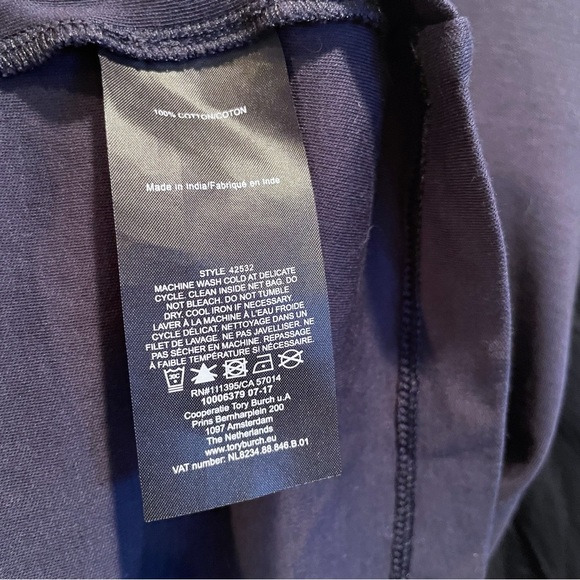 100% COTTON/COTON
Made in India/Fabriqué en Inde
STYLE 42532
MACHINE WASH COLD AT DELICATE
CYCLE. CLEAN INSIDE NET BAG. DO
NOT BLEACH. DO NOT TUMBLE
DRY. COOL IRON IF NECESSARY.
LAVER À LA MACHINE À L'EAU FROIDE
CYCLE DÉLICAT. NETTOYAGE DANS UN
FILET DE LAVAGE. NE PAS JAVELLISER. NE
PAS SÉCHER EN MACHINE. REPASSAGE
À FAIBLE TEMPÉRATURE SI NÉCESSAIRE.
30C
RN#111395/CA 57014
10006379 07-17
Cooperatie Tory Burch u.A
Prins Bernharplein 200
1097 Amsterdam
The Netherlands
www.toryburch.eu
VAT number: NL8234.88.846.B.01